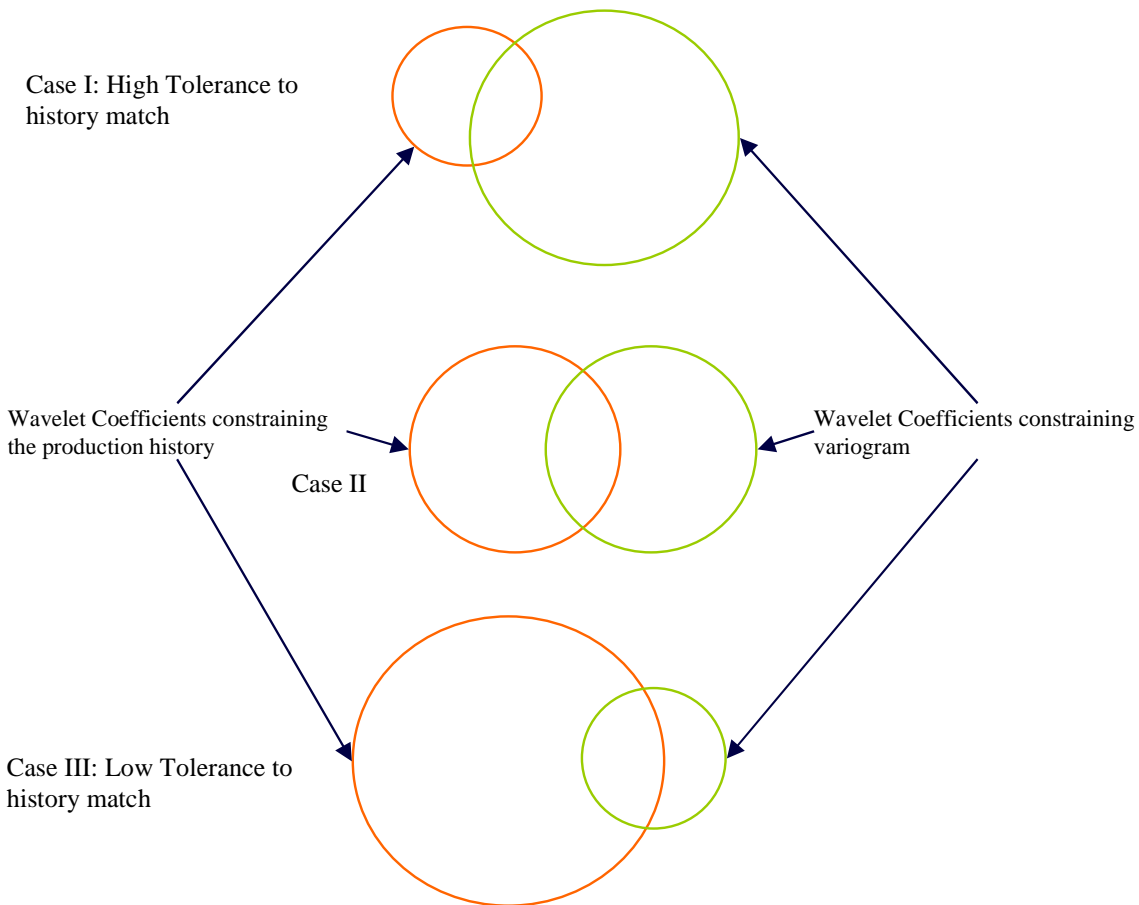 Case I: High Tolerance to
history match
Wavelet Coefficients constraining
the production history
Wavelet Coefficients constraining
variogram
Case II
Case III: Low Tolerance to
history match